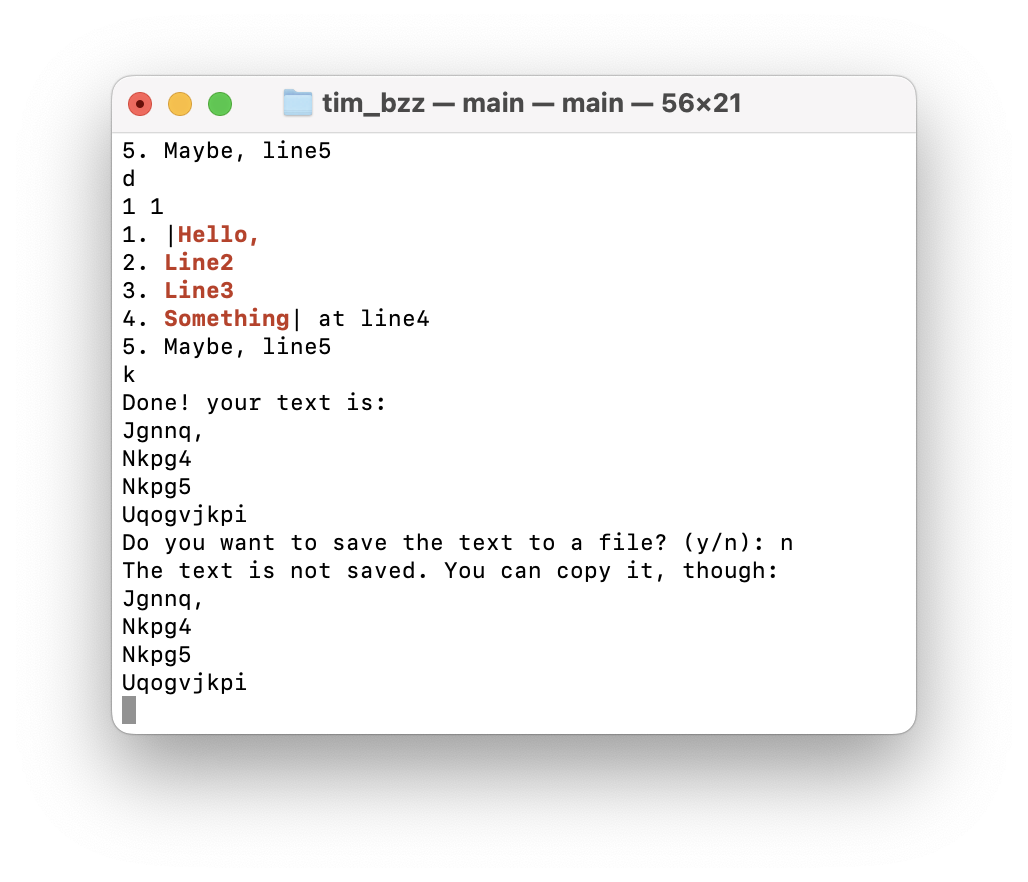 tim_bzz — main — main — 56×21
5. Maybe, line5
d
1 1
1. |Hello,
2. Line2
3. Line3
4. Something| at line4
5. Maybe, line5
k
Done! your text is:
Jgnnq,
Nkpg4
Nkpg5
Uqogvjkpi
Do you want to save the text to a file? (y/n): n
The text is not saved. You can copy it, though:
Jgnnq,
Nkpg4
Nkpg5
Uqogvjkpi